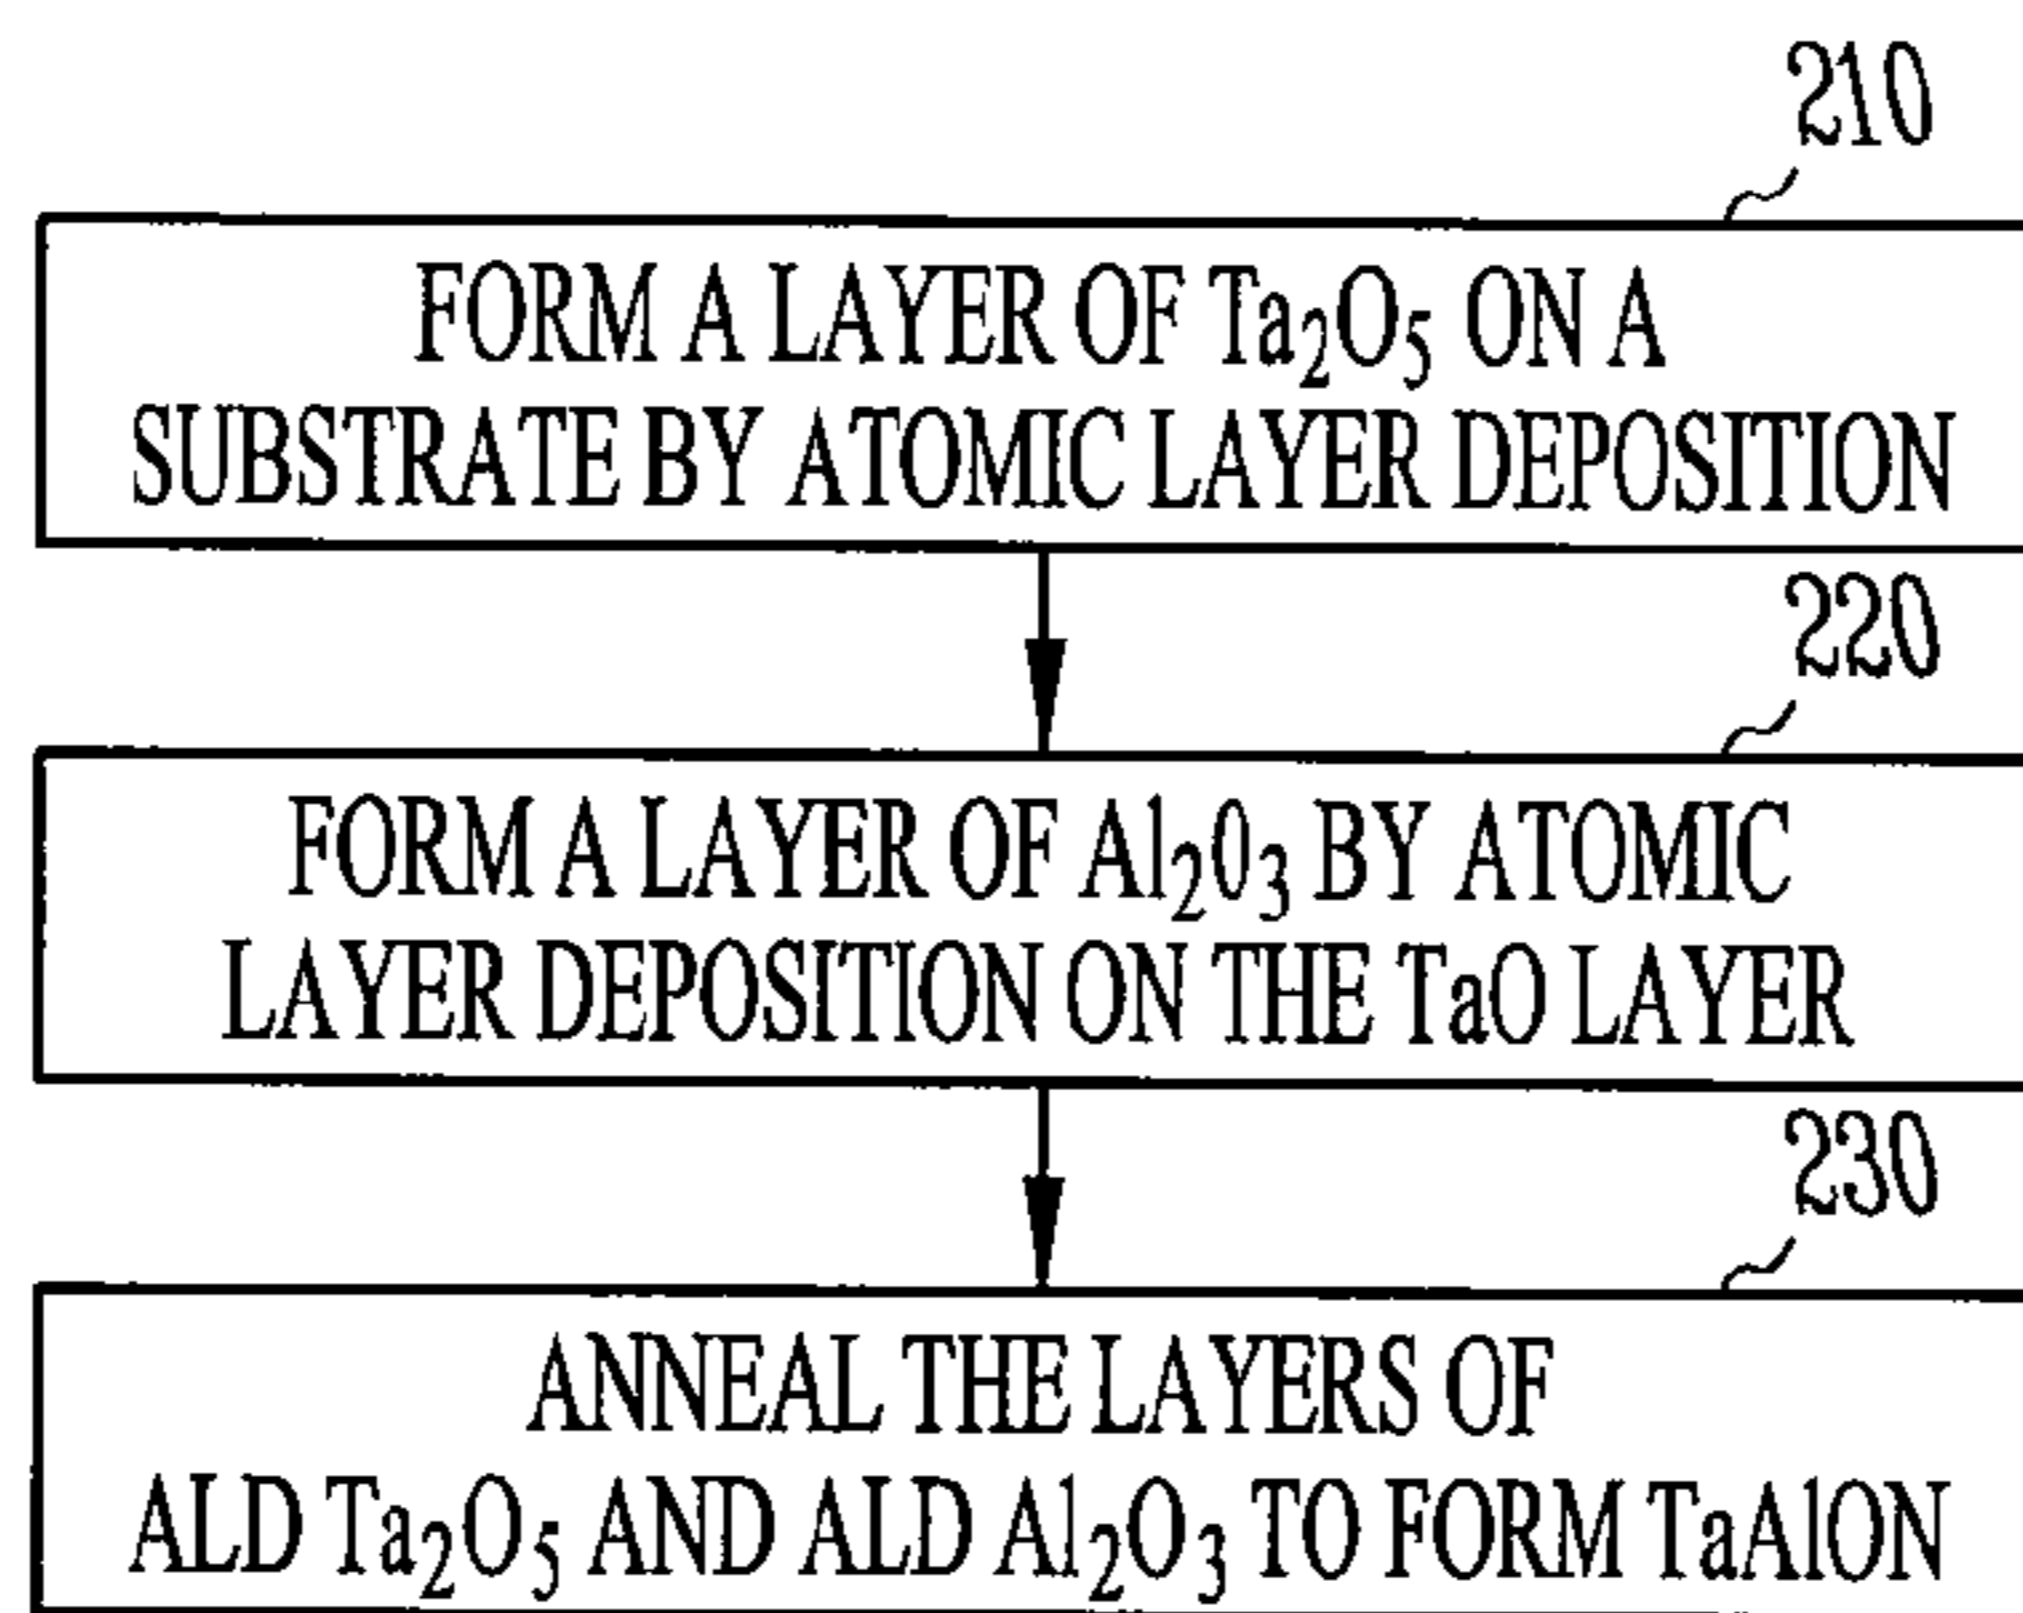 210
FORM A LAYER OF Ta₂O₅ ON A
SUBSTRATE BY ATOMIC LAYER DEPOSITION
220
FORM A LAYER OF Al₂0₃ BY ATOMIC
LAYER DEPOSITION ON THE TaO LAYER
230
ANNEAL THE LAYERS OF
ALD Ta₂O₅ AND ALD Al₂O₃ TO FORM TaAlON